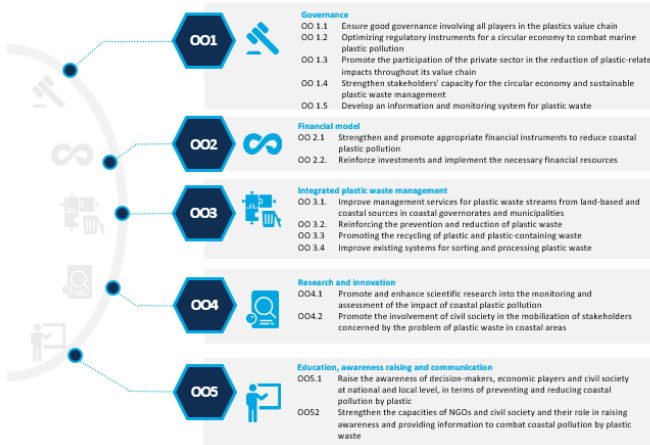 OO1
Governance
OO 1.1 Ensure good governance involving all players in the plastics value chain
OO 1.2 Optimizing regulatory instruments for a circular economy to combat marine
plastic pollution
OO 1.3 Promote the participation of the private sector in the reduction of plastic-relate
impacts throughout its value chain
OO 1.4 Strengthen stakeholders' capacity for the circular economy and sustainable
plastic waste management
OO 1.5 Develop an information and monitoring system for plastic waste
OO2
Financial model
OO 2.1 Strengthen and promote appropriate financial instruments to reduce coastal
plastic pollution
OO 2.2. Reinforce investments and implement the necessary financial resources
OO3
Integrated plastic waste management
OO 3.1. Improve management services for plastic waste streams from land-based and
coastal sources in coastal governorates and municipalities
OO 3.2. Reinforcing the prevention and reduction of plastic waste
OO 3.3 Promoting the recycling of plastic and plastic-containing waste
OO 3.4 Improve existing systems for sorting and processing plastic waste
OO4
Research and innovation
OO4.1 Promote and enhance scientific research into the monitoring and
assessment of the impact of coastal plastic pollution
OO4.2 Promote the involvement of civil society in the mobilization of stakeholders
concerned by the problem of plastic waste in coastal areas
OO5
Education, awareness raising and communication
OO5.1 Raise the awareness of decision-makers, economic players and civil society
at national and local level, in terms of preventing and reducing coastal
pollution by plastic
OO52 Strengthen the capacities of NGOs and civil society and their role in raising
awareness and providing information to combat coastal pollution by plastic
waste